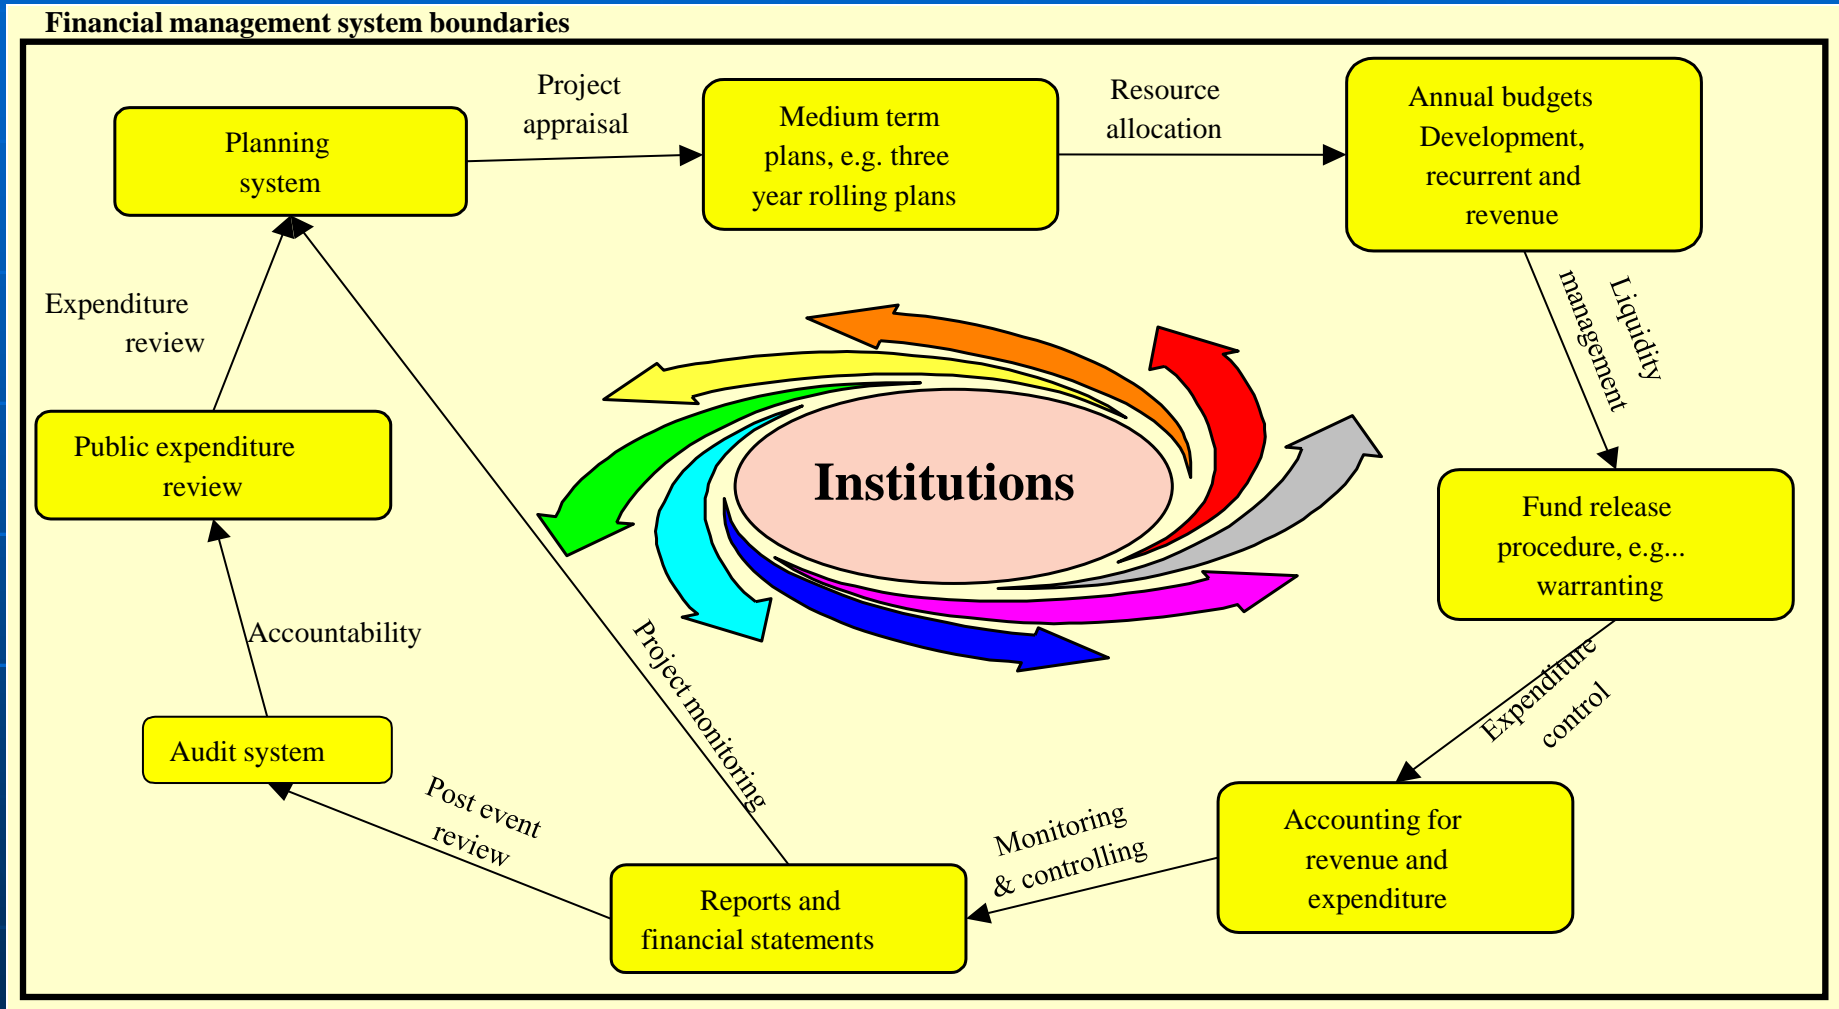 Financial management system boundaries
Planning
system
Project
appraisal
Medium term
plans, e.g. three
year rolling plans
Resource
allocation
Annual budgets
Development,
recurrent and
revenue
Liquidity
management
Fund release
procedure, e.g...
warranting
Expenditure
control
Accounting for
revenue and
expenditure
Monitoring
& controlling
Reports and
financial statements
Project monitoring
Post event
review
Audit system
Accountability
Public expenditure
review
Expenditure
review
Institutions